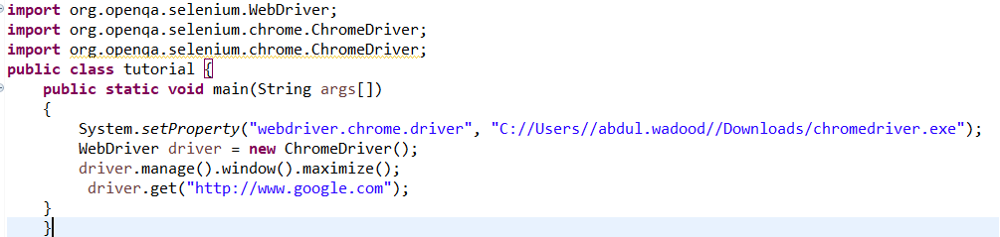 import org.openqa.selenium.WebDriver;
import org.openqa.selenium.chrome.ChromeDriver;
import org.openqa.selenium.chrome.ChromeDriver;
public class tutorial {
    public static void main(String args[])
    {
        System.setProperty("webdriver.chrome.driver", "C://Users//abdul.wadood//Downloads/chromedriver.exe");
        WebDriver driver = new ChromeDriver();
        driver.manage().window().maximize();
         driver.get("http://www.google.com");
    }
    }